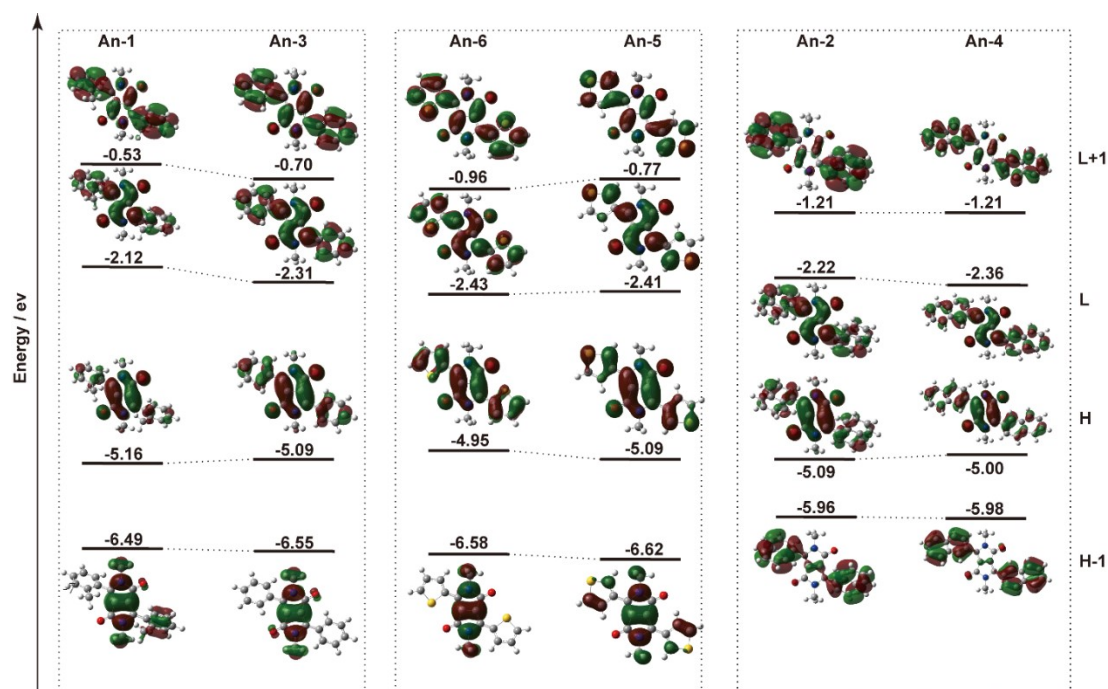 An-1 An-3 An-6 An-5 An-2 An-4
-0.53 -0.70 -0.96 -0.77 -1.21 -1.21 L+1
-2.12 -2.31 -2.43 -2.41 -2.22 -2.36 L
Energy / ev
-5.16 -5.09 -4.95 -5.09 -5.09 -5.00 H
-6.49 -6.55 -6.58 -6.62 -5.96 -5.98 H-1